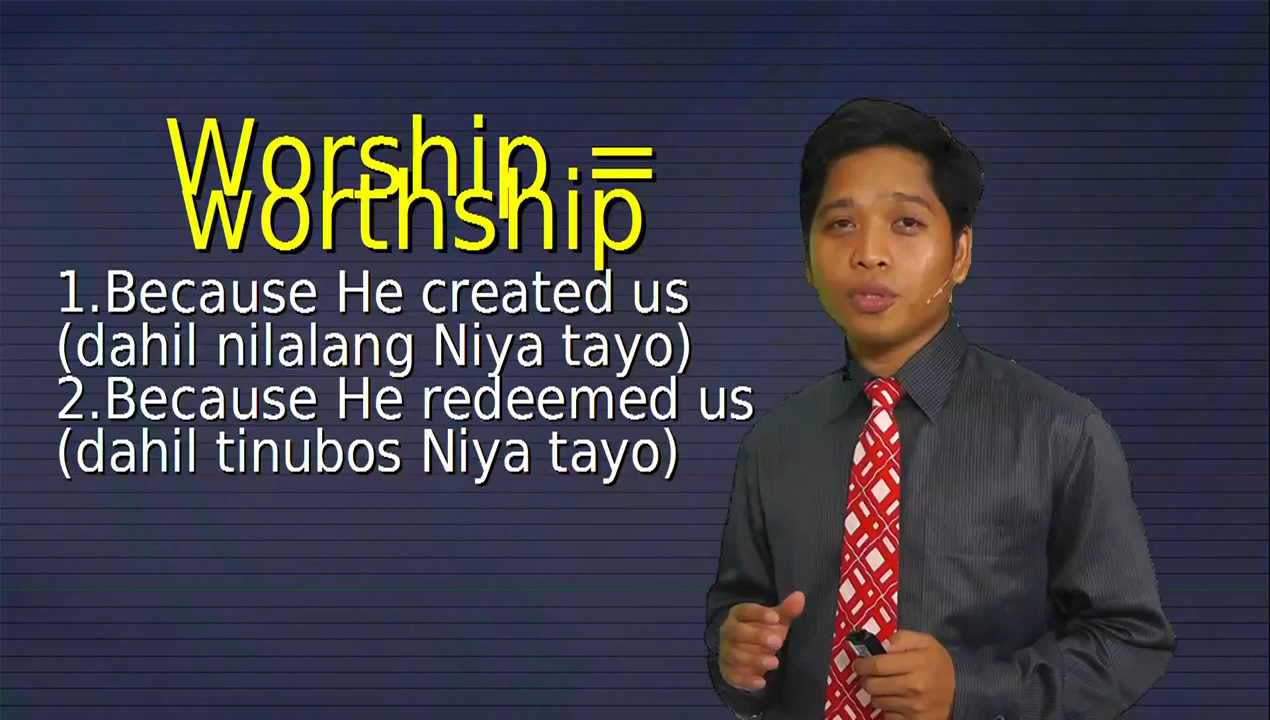 Worship =
worthship
1.Because He created us
(dahil nilalang Niya tayo)
2.Because He redeemed us
(dahil tinubos Niya tayo)